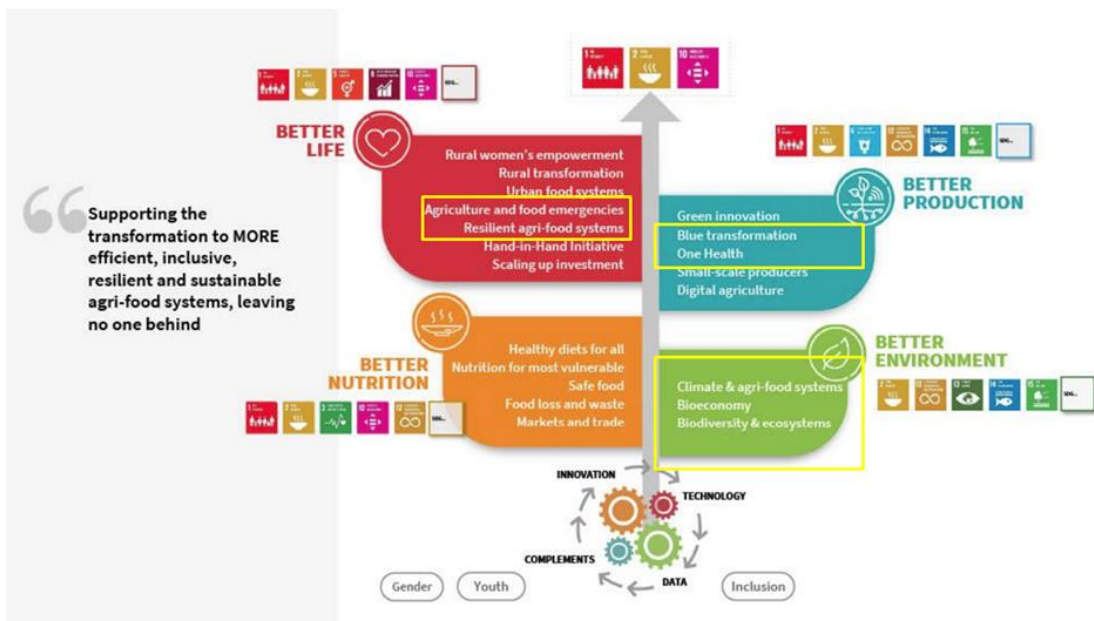 BETTER
LIFE
Rural women's empowerment
Rural transformation
Urban food systems
Agriculture and food emergencies
Resilient agri-food systems
Hand-in-Hand Initiative
Scaling up investment
BETTER
PRODUCTION
Green innovation
Blue transformation
One Health
Small-scale producers
Digital agriculture
Supporting the
transformation to MORE
efficient, inclusive,
resilient and sustainable
agri-food systems, leaving
no one behind
BETTER
NUTRITION
Healthy diets for all
Nutrition for most vulnerable
Safe food
Food loss and waste
Markets and trade
BETTER
ENVIRONMENT
Climate & agri-food systems
Bioeconomy
Biodiversity & ecosystems
INNOVATION
TECHNOLOGY
COMPLEMENTS
DATA
Gender
Youth
Inclusion